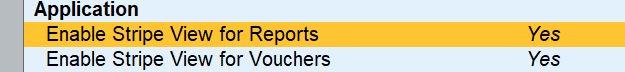 Application
Enable Stripe View for Reports Yes
Enable Stripe View for Vouchers Yes